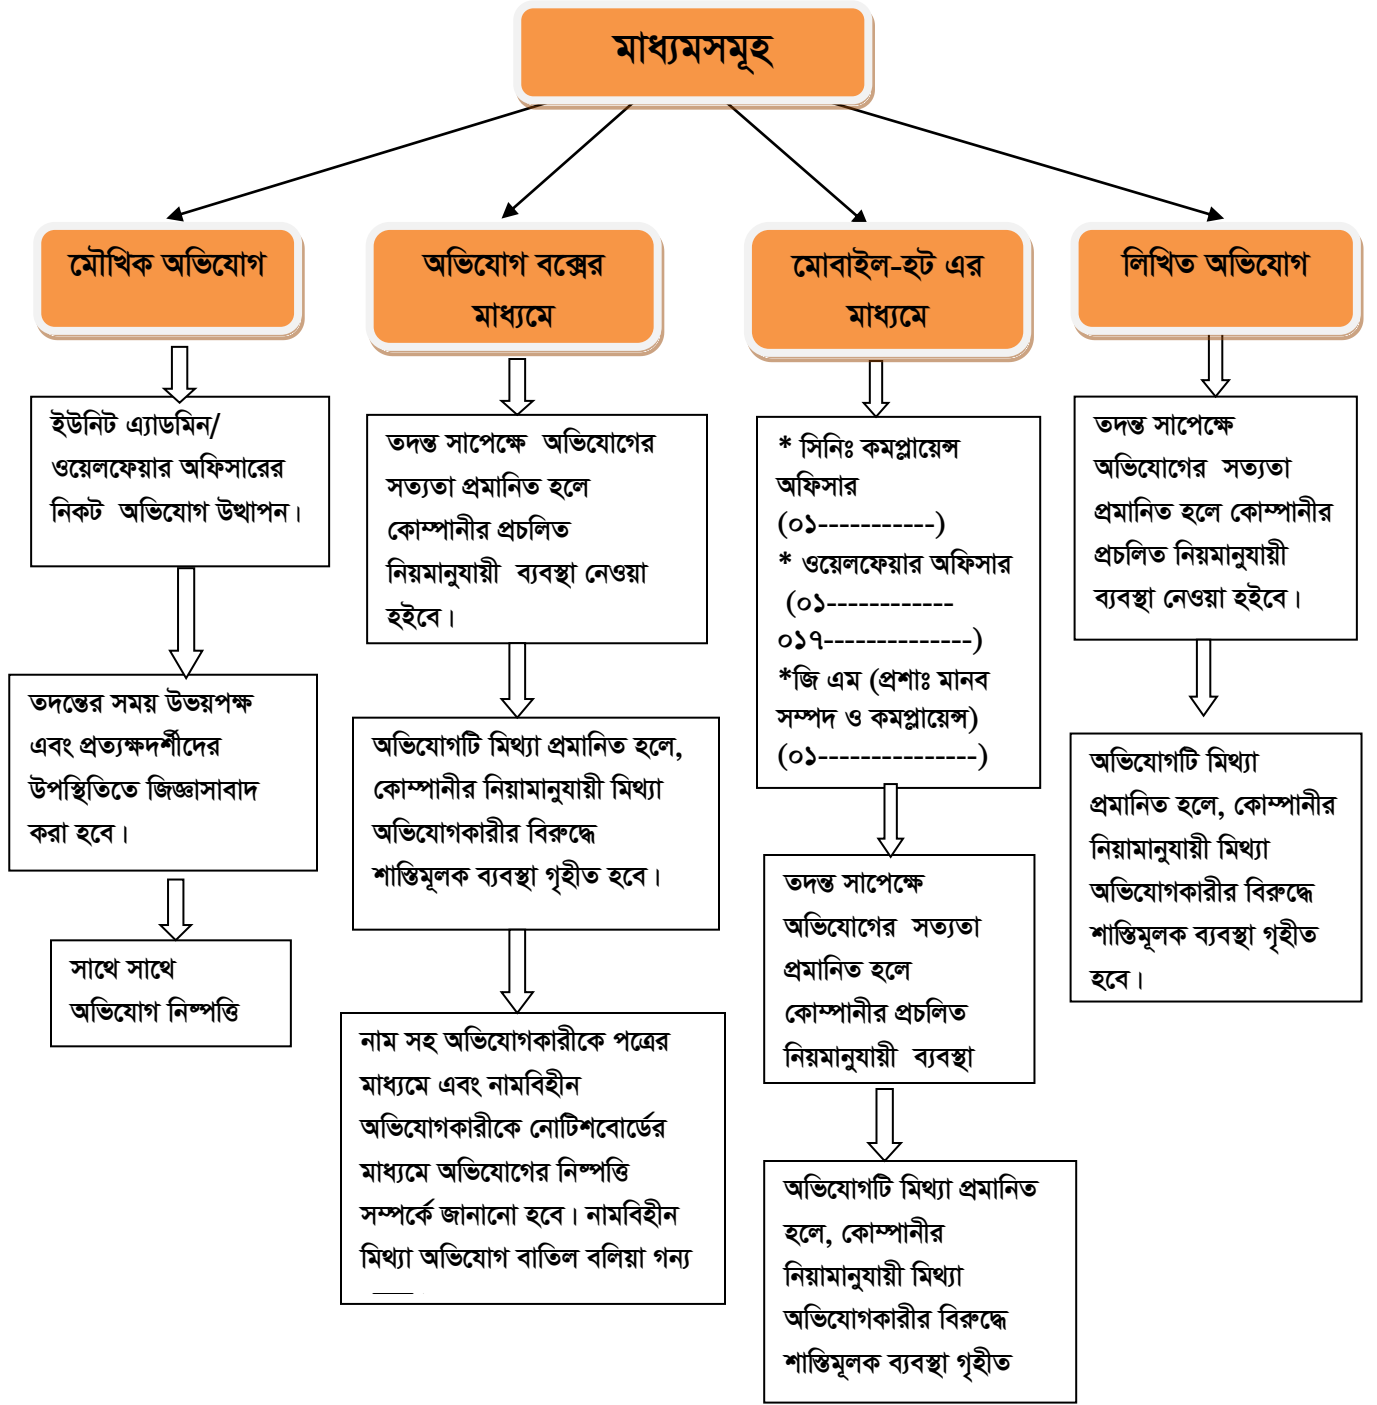 মাধ্যমসমূহ
মৌখিক অভিযোগ
ইউনিট এ্যাডমিন/
ওয়েলফেয়ার অফিসারের
নিকট অভিযোগ উত্থাপন।
তদন্তের সময় উভয়পক্ষ
এবং প্রত্যক্ষদর্শীদের
উপস্থিতিতে জিজ্ঞাসাবাদ
করা হবে।
সাথে সাথে
অভিযোগ নিষ্পত্তি
অভিযোগ বক্সের
মাধ্যমে
তদন্ত সাপেক্ষে অভিযোগের
সত্যতা প্রমানিত হলে
কোম্পানীর প্রচলিত
নিয়মানুযায়ী ব্যবস্থা নেওয়া
হইবে।
অভিযোগটি মিথ্যা প্রমানিত হলে,
কোম্পানীর নিয়ামানুযায়ী মিথ্যা
অভিযোগকারীর বিরুদ্ধে
শাস্তিমূলক ব্যবস্থা গৃহীত হবে।
নাম সহ অভিযোগকারীকে পত্রের
মাধ্যমে এবং নামবিহীন
অভিযোগকারীকে নোটিশবোর্ডের
মাধ্যমে অভিযোগের নিষ্পত্তি
সম্পর্কে জানানো হবে। নামবিহীন
মিথ্যা অভিযোগ বাতিল বলিয়া গন্য
মোবাইল-হট এর
মাধ্যমে
* সিনিঃ কমপ্লায়েন্স
অফিসার
(০১-----------)
* ওয়েলফেয়ার অফিসার
(০১------------
০১৭--------------)
*জি এম (প্রশাঃ মানব
সম্পদ ও কমপ্লায়েন্স)
(০১---------------)
তদন্ত সাপেক্ষে
অভিযোগের সত্যতা
প্রমানিত হলে
কোম্পানীর প্রচলিত
নিয়মানুযায়ী ব্যবস্থা
অভিযোগটি মিথ্যা প্রমানিত
হলে, কোম্পানীর
নিয়ামানুযায়ী মিথ্যা
অভিযোগকারীর বিরুদ্ধে
শাস্তিমূলক ব্যবস্থা গৃহীত
লিখিত অভিযোগ
তদন্ত সাপেক্ষে
অভিযোগের সত্যতা
প্রমানিত হলে কোম্পানীর
প্রচলিত নিয়মানুযায়ী
ব্যবস্থা নেওয়া হইবে।
অভিযোগটি মিথ্যা
প্রমানিত হলে, কোম্পানীর
নিয়ামানুযায়ী মিথ্যা
অভিযোগকারীর বিরুদ্ধে
শাস্তিমূলক ব্যবস্থা গৃহীত
হবে।